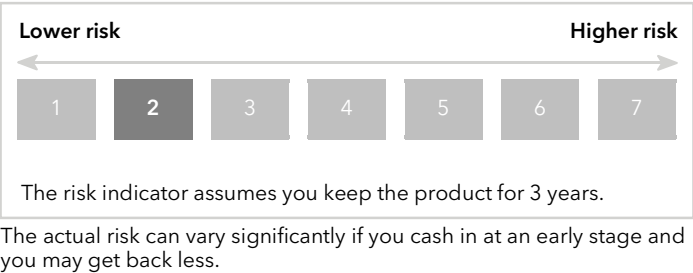 Lower risk Higher risk
1 2 3 4 5 6 7
The risk indicator assumes you keep the product for 3 years.
The actual risk can vary significantly if you cash in at an early stage and
you may get back less.